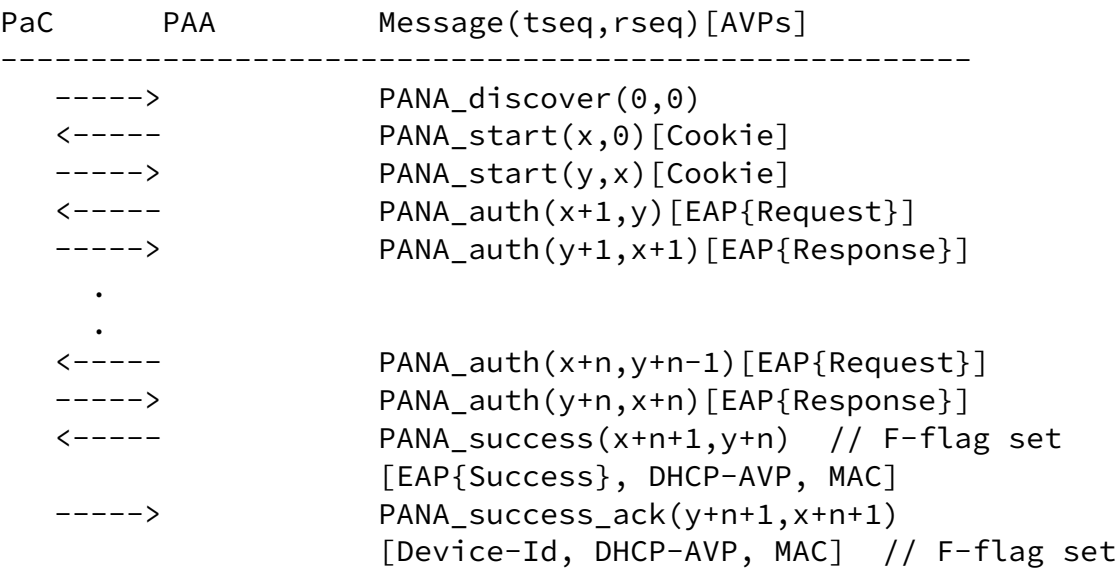 PaC      PAA         Message(tseq,rseq)[AVPs]
------------------------------------------------------
   ----->            PANA_discover(0,0)
   <-----            PANA_start(x,0)[Cookie]
   ----->            PANA_start(y,x)[Cookie]
   <-----            PANA_auth(x+1,y)[EAP{Request}]
   ----->            PANA_auth(y+1,x+1)[EAP{Response}]
     .
     .
   <-----            PANA_auth(x+n,y+n-1)[EAP{Request}]
   ----->            PANA_auth(y+n,x+n)[EAP{Response}]
   <-----            PANA_success(x+n+1,y+n)  // F-flag set
                     [EAP{Success}, DHCP-AVP, MAC]
   ----->            PANA_success_ack(y+n+1,x+n+1)
                     [Device-Id, DHCP-AVP, MAC]  // F-flag set